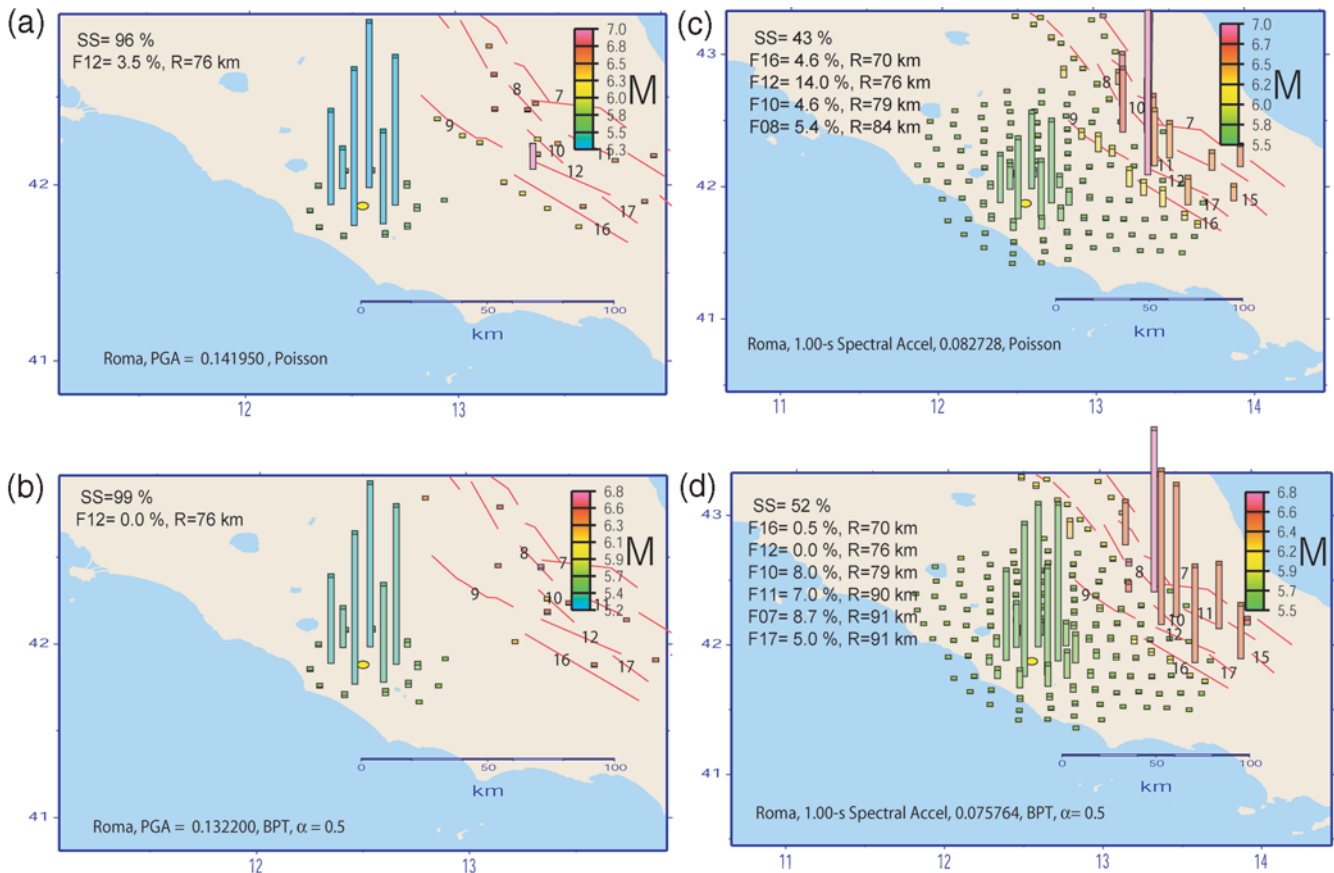 (a)
SS= 96 %
F12= 3.5 %, R=76 km
7.0
6.8
6.5
6.3
6.0
5.8
5.5
5.3
M
8
7
9
10
11
12
17
16
42
41
0 50 100
km
Roma, PGA = 0.141950 , Poisson
12 13
(c)
SS= 43 %
F16= 4.6 %, R=70 km
F12= 14.0 %, R=76 km
F10= 4.6 %, R=79 km
F08= 5.4 %, R=84 km
7.0
6.7
6.5
6.2
6.0
5.8
5.5
M
8
10
7
9
11
12
17
15
16
43
42
41
0 50 100
km
Roma, 1.00-s Spectral Accel, 0.082728, Poisson
11 12 13 14
(b)
SS=99 %
F12= 0.0 %, R=76 km
6.8
6.6
6.3
6.1
5.9
5.7
5.4
5.2
M
8
7
9
10
11
12
16
17
42
41
0 50 100
km
Roma, PGA = 0.132200, BPT, α = 0.5
12 13
(d)
SS= 52 %
F16= 0.5 %, R=70 km
F12= 0.0 %, R=76 km
F10= 8.0 %, R=79 km
F11= 7.0 %, R=90 km
F07= 8.7 %, R=91 km
F17= 5.0 %, R=91 km
6.8
6.6
6.4
6.2
5.9
5.7
5.5
M
8
7
9
11
10
12
15
16
17
43
42
41
0 50 100
km
Roma, 1.00-s Spectral Accel, 0.075764, BPT, α= 0.5
11 12 13 14